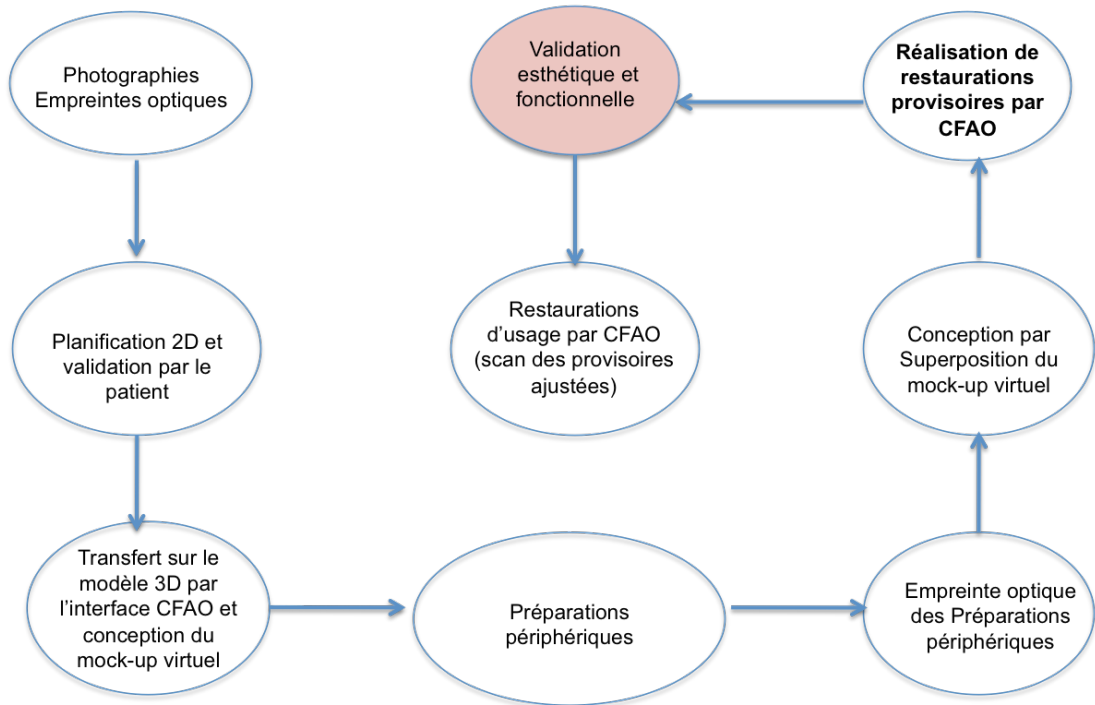 Photographies
Empreintes optiques
Planification 2D et
validation par le
patient
Transfert sur le
modèle 3D par
l'interface CFAO et
conception du
mock-up virtuel
Préparations
périphériques
Empreinte optique
des Préparations
périphériques
Conception par
Superposition du
mock-up virtuel
Réalisation de
restaurations
provisoires par
CFAO
Validation
esthétique et
fonctionnelle
Restaurations
d'usage par CFAO
(scan des provisoires
ajustées)